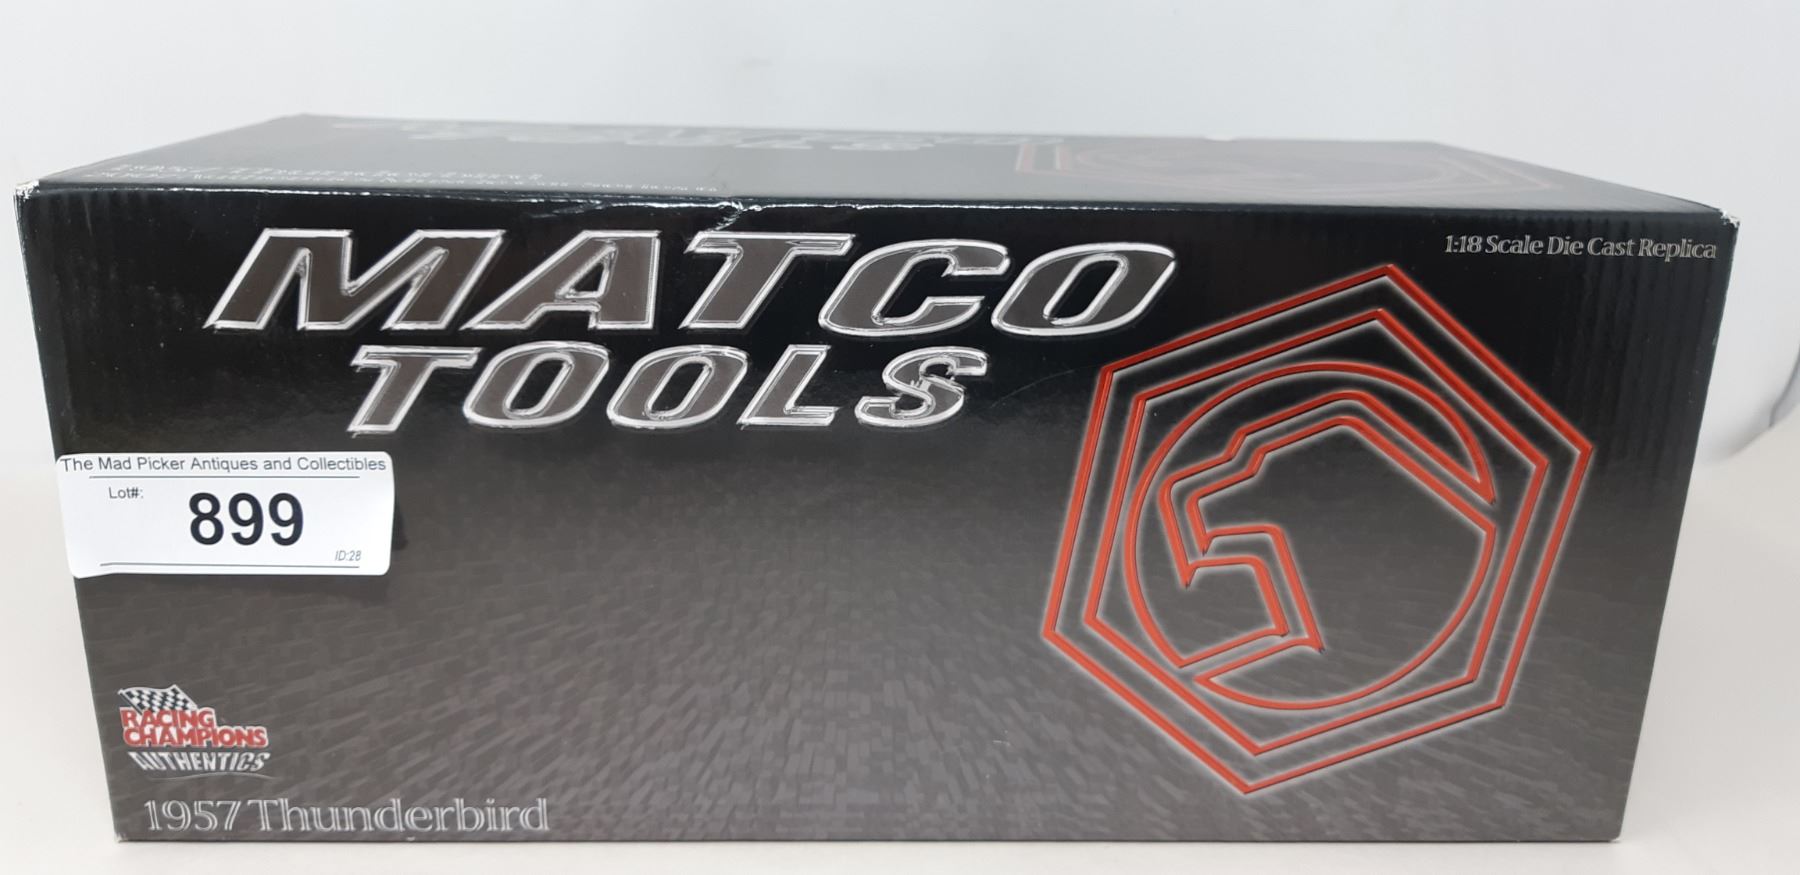 MATCO
TOOLS
1:18 Scale Die Cast Replica
The Mad Picker Antiques and Collectibles
Lot#:
899
ID:28
RACING
CHAMPIONS
AUTHENTICS
1957 Thunderbird